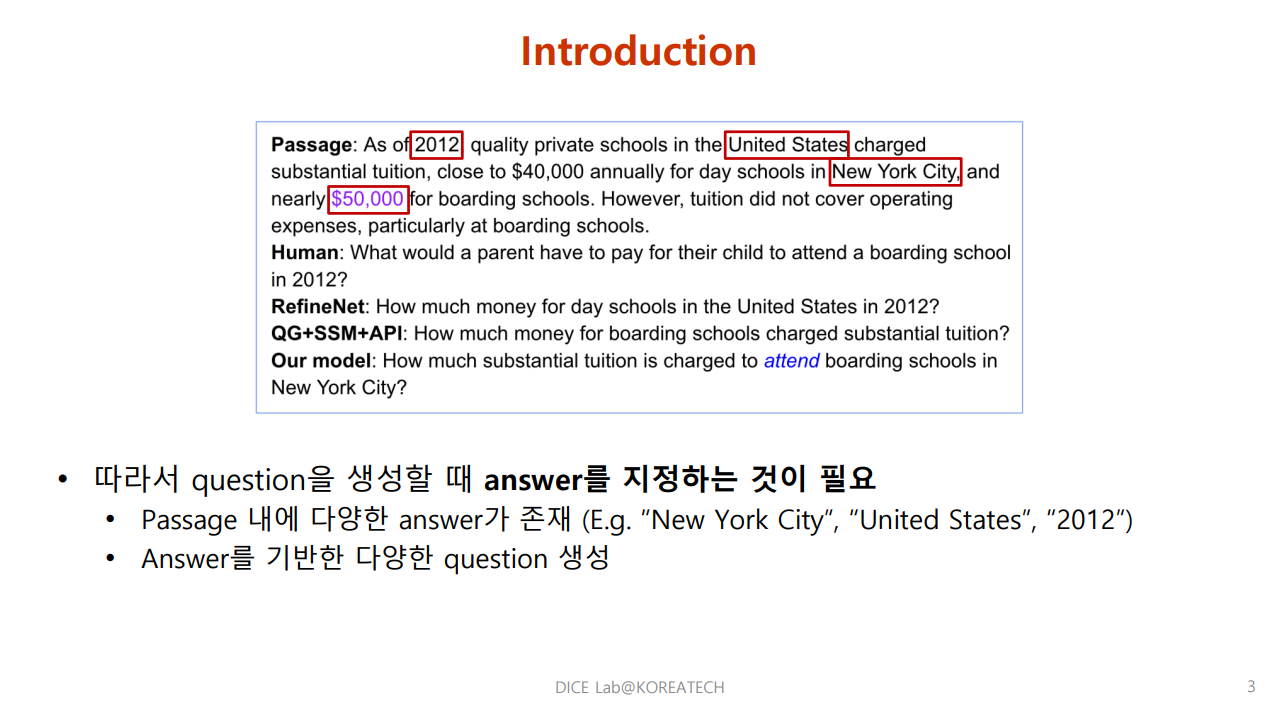 Introduction
Passage: As of 2012, quality private schools in the United States charged
substantial tuition, close to $40,000 annually for day schools in New York City, and
nearly $50,000 for boarding schools. However, tuition did not cover operating
expenses, particularly at boarding schools.
Human: What would a parent have to pay for their child to attend a boarding school
in 2012?
RefineNet: How much money for day schools in the United States in 2012?
QG+SSM+API: How much money for boarding schools charged substantial tuition?
Our model: How much substantial tuition is charged to attend boarding schools in
New York City?
• 따라서 question을 생성할 때 answer를 지정하는 것이 필요
• Passage 내에 다양한 answer가 존재 (E.g. “New York City”, “United States”, “2012”)
• Answer를 기반한 다양한 question 생성
DICE Lab@KOREATECH
3